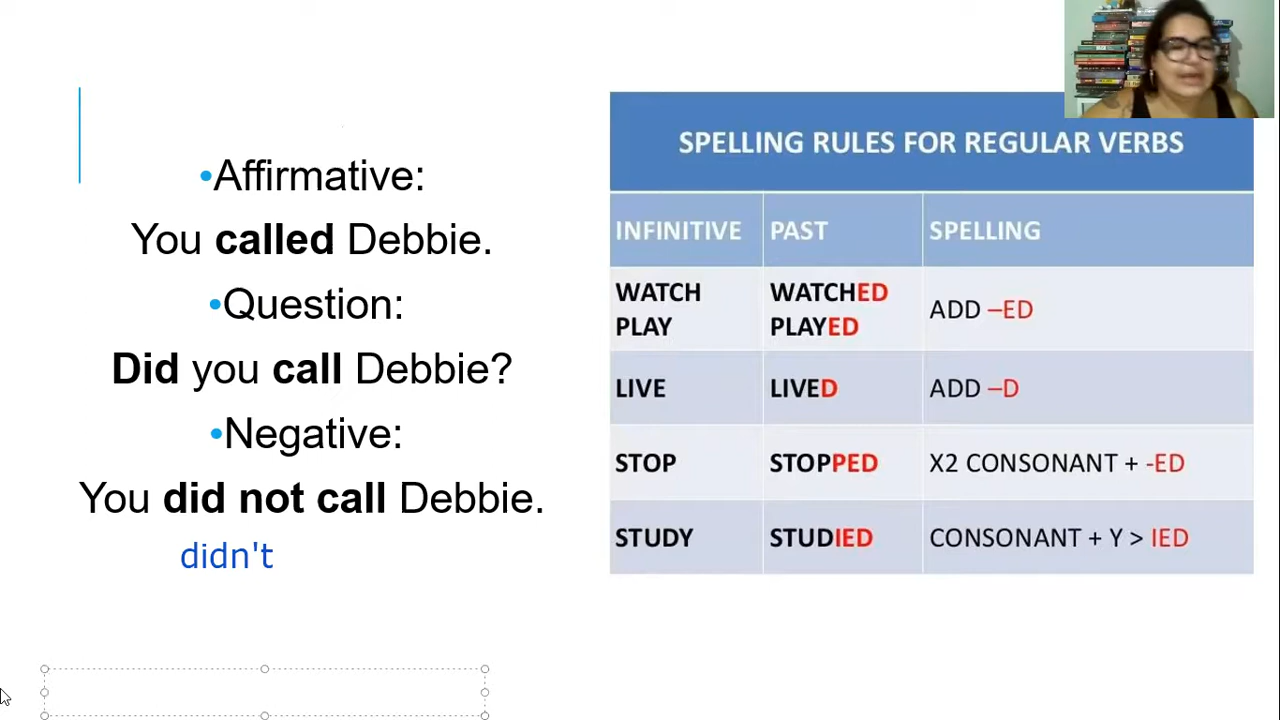 •Affirmative:
You called Debbie.
•Question:
Did you call Debbie?
•Negative:
You did not call Debbie.
didn't
SPELLING RULES FOR REGULAR VERBS
INFINITIVE PAST SPELLING
WATCH WATCHED
PLAY PLAYED
ADD –ED
LIVE LIVED ADD –D
STOP STOPPED X2 CONSONANT + -ED
STUDY STUDIED CONSONANT + Y > IED